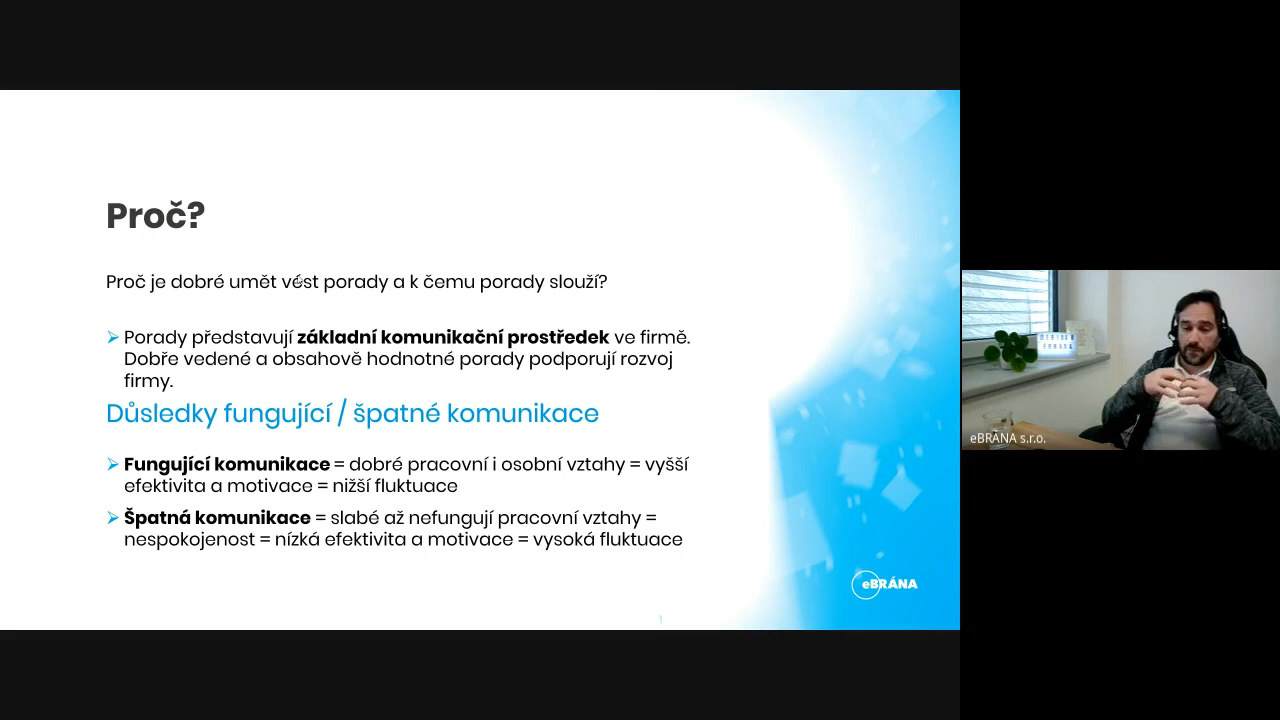 Proč?
Proč je dobré umět vést porady a k čemu porady slouží?
Porady představují základní komunikační prostředek ve firmě.
Dobře vedené a obsahově hodnotné porady podporují rozvoj
firmy.
Důsledky fungující / špatné komunikace
Fungující komunikace = dobré pracovní i osobní vztahy = vyšší
efektivita a motivace = nižší fluktuace
Špatná komunikace = slabé až nefungují pracovní vztahy =
nespokojenost = nízká efektivita a motivace = vysoká fluktuace
eBRÁNA
eBRÁNA s.r.o.